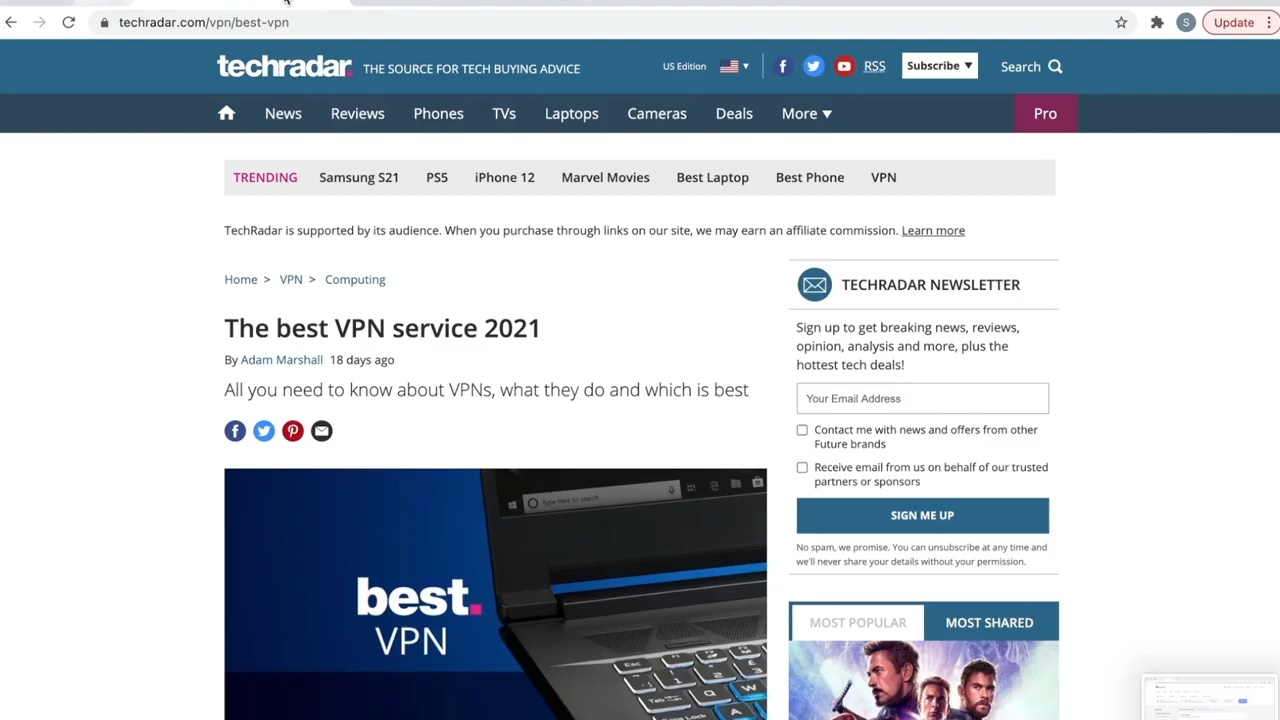 techradar.com/vpn/best-vpn
S
Update
techradar. THE SOURCE FOR TECH BUYING ADVICE
US Edition
RSS
Subscribe ▼
Search
News Reviews Phones TVs Laptops Cameras Deals More ▼ Pro
TRENDING Samsung S21 PS5 iPhone 12 Marvel Movies Best Laptop Best Phone VPN
TechRadar is supported by its audience. When you purchase through links on our site, we may earn an affiliate commission. Learn more
Home > VPN > Computing
The best VPN service 2021
By Adam Marshall 18 days ago
All you need to know about VPNs, what they do and which is best
Type here to search
best.
VPN
Esc
Q
W
TECHRADAR NEWSLETTER
Sign up to get breaking news, reviews,
opinion, analysis and more, plus the
hottest tech deals!
Your Email Address
Contact me with news and offers from other
Future brands
Receive email from us on behalf of our trusted
partners or sponsors
SIGN ME UP
No spam, we promise. You can unsubscribe at any time and
we'll never share your details without your permission.
MOST POPULAR MOST SHARED